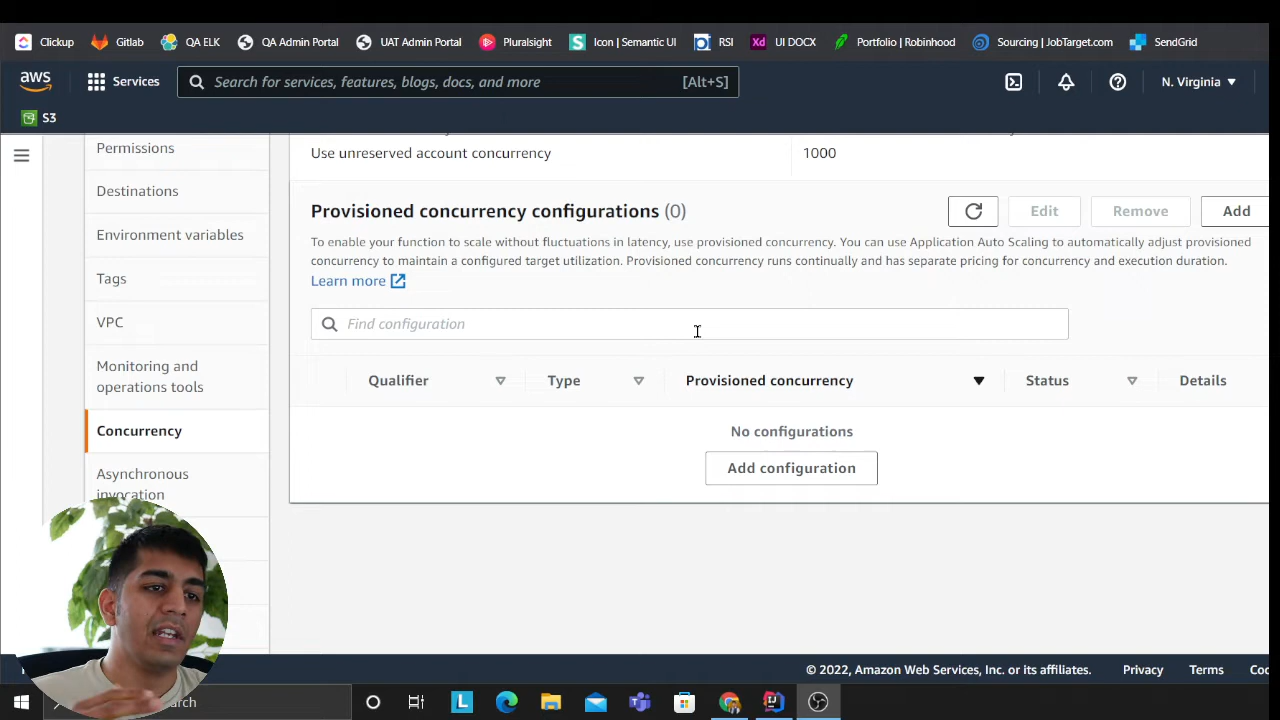 Clickup Gitlab QA ELK QA Admin Portal UAT Admin Portal Pluralsight Icon | Semantic UI RSI Xd UI DOCX Portfolio | Robinhood Sourcing | JobTarget.com SendGrid
aws Services Search for services, features, blogs, docs, and more [Alt+S] N. Virginia
S3
Permissions
Use unreserved account concurrency 1000
Destinations
Environment variables
Tags
VPC
Monitoring and
operations tools
Concurrency
Asynchronous
invocation
Provisioned concurrency configurations (0) Edit Remove Add
To enable your function to scale without fluctuations in latency, use provisioned concurrency. You can use Application Auto Scaling to automatically adjust provisioned
concurrency to maintain a configured target utilization. Provisioned concurrency runs continually and has separate pricing for concurrency and execution duration.
Learn more
Find configuration
Qualifier Type Provisioned concurrency Status Details
No configurations
Add configuration
© 2022, Amazon Web Services, Inc. or its affiliates. Privacy Terms
L